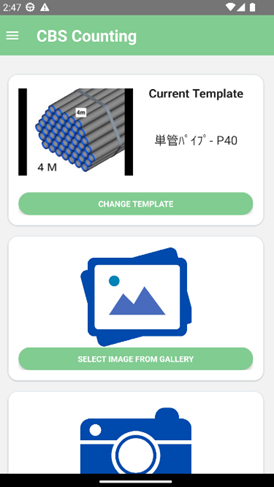 2:47
CBS Counting
Current Template
4m
4 M
単管ﾊﾟｲﾌﾟ- P40
CHANGE TEMPLATE
SELECT IMAGE FROM GALLERY